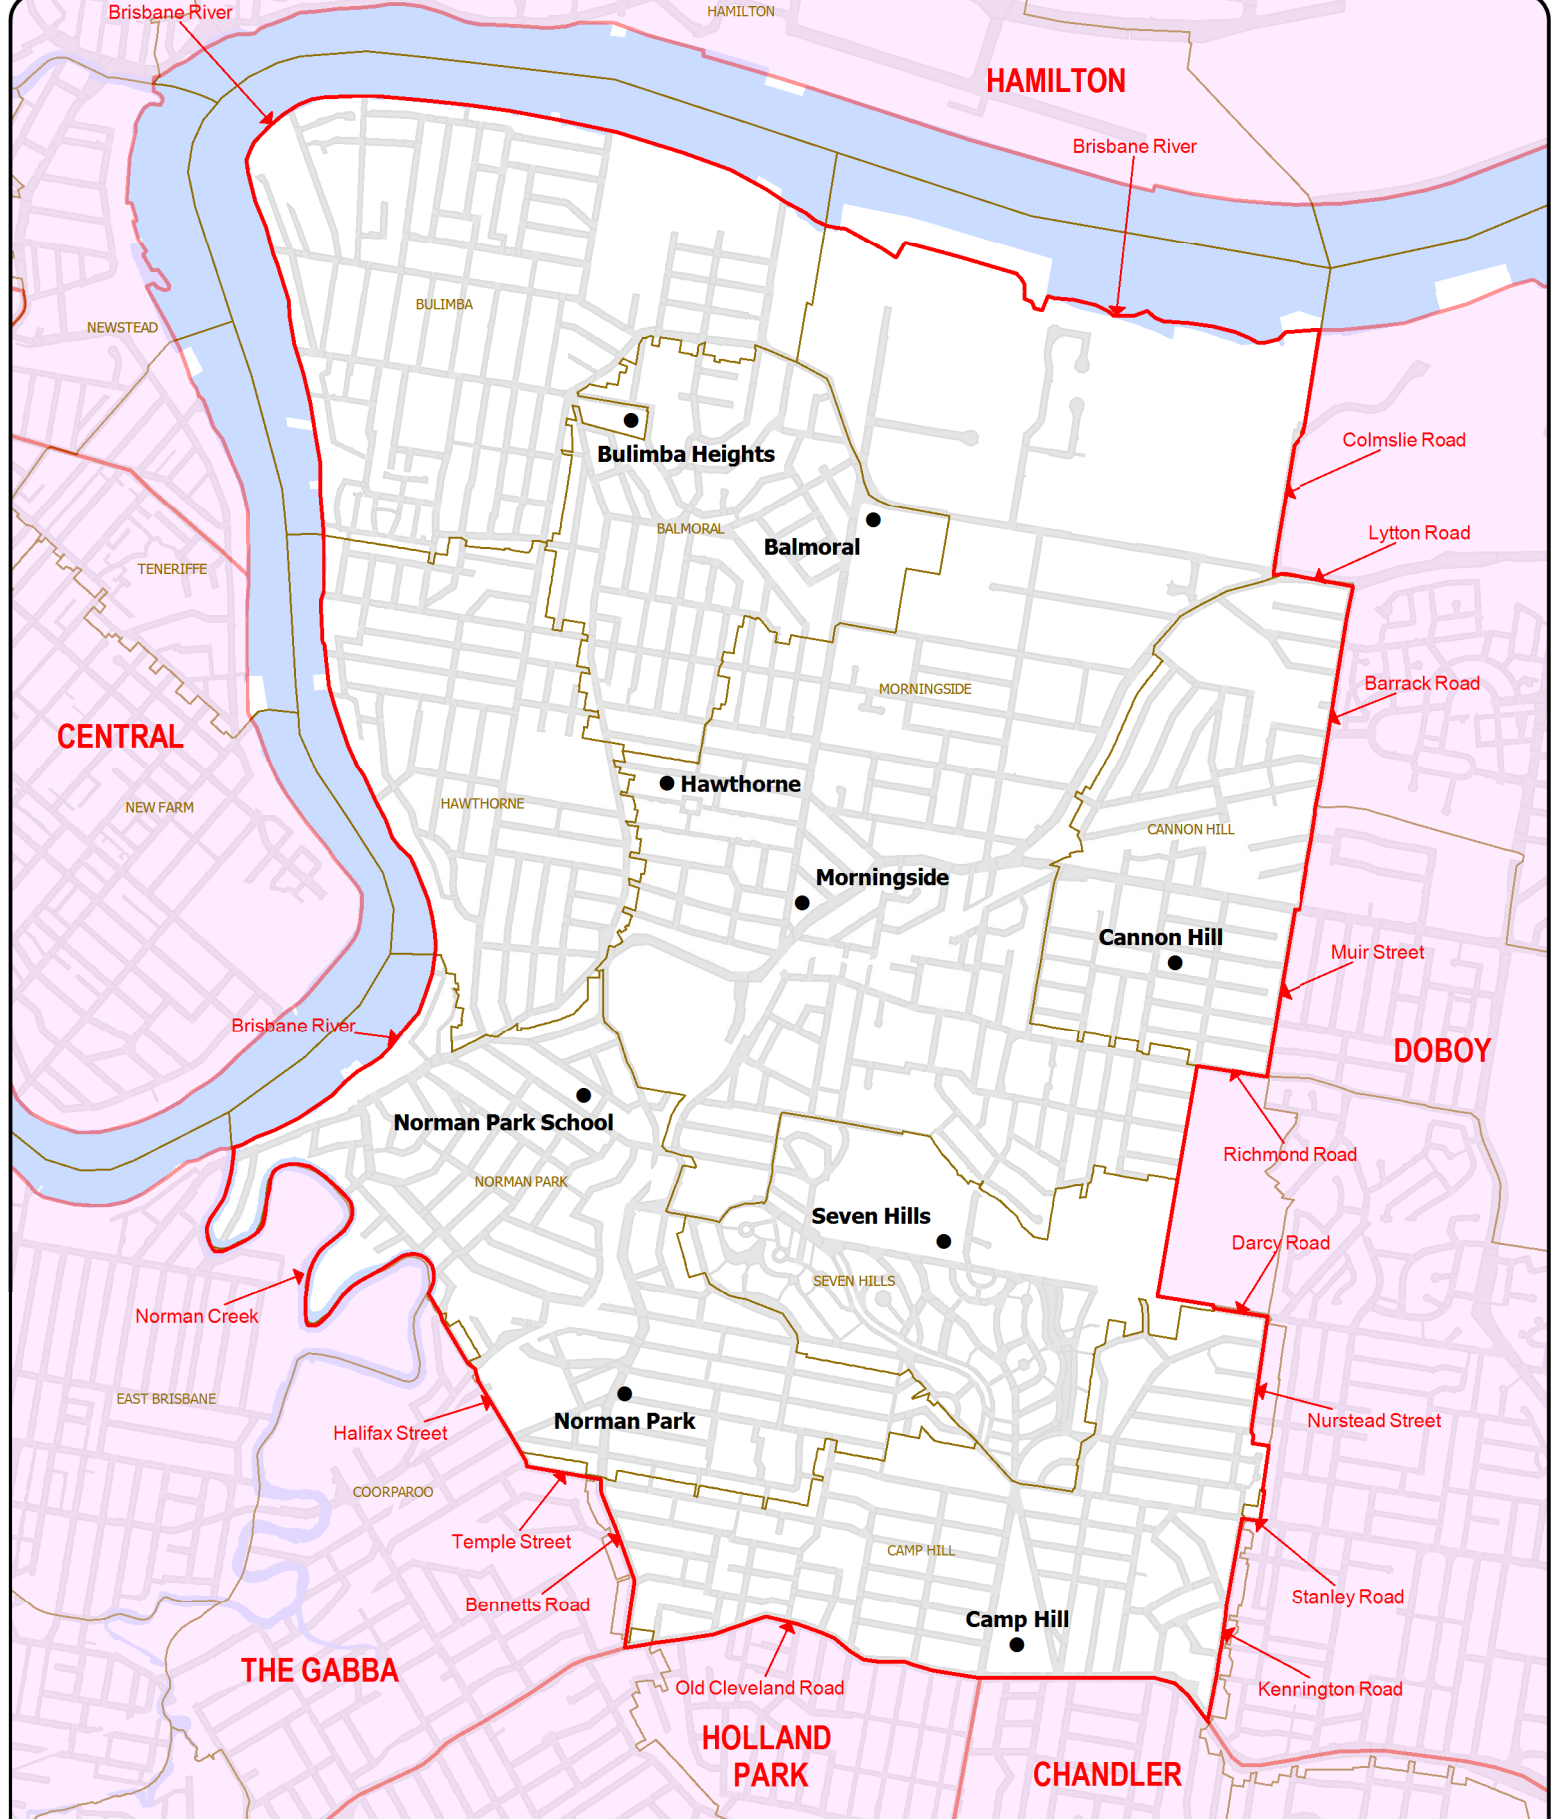 Brisbane River
HAMILTON
HAMILTON
Brisbane River
BULIMBA
NEWSTEAD
Colmslie Road
Bulimba Heights
BALMORAL
Balmoral
Lytton Road
TENERIFFE
Barrack Road
MORNINGSIDE
CENTRAL
Hawthorne
HAWTHORNE
NEW FARM
CANNON HILL
Morningside
Cannon Hill
Muir Street
Brisbane River
DOBOY
Norman Park School
Richmond Road
NORMAN PARK
Seven Hills
Darcy Road
SEVEN HILLS
Norman Creek
EAST BRISBANE
Norman Park
Nurstead Street
Halifax Street
COORPAROO
Temple Street
CAMP HILL
Stanley Road
Bennetts Road
Camp Hill
THE GABBA
Old Cleveland Road
Kennington Road
HOLLAND
PARK
CHANDLER